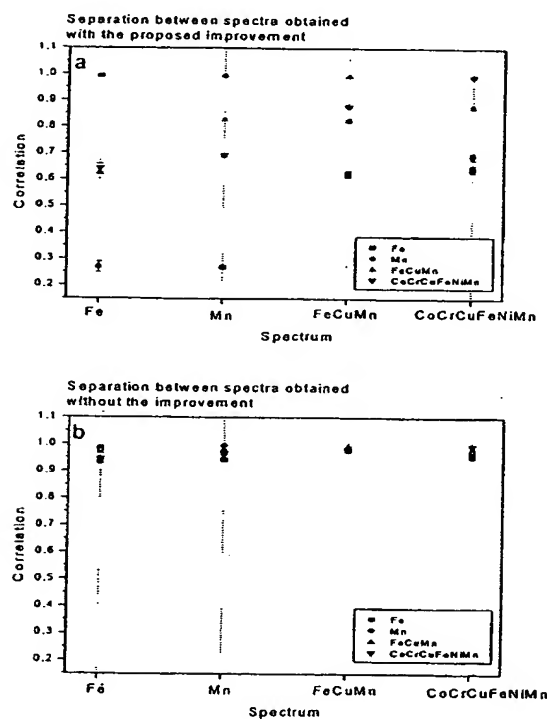 Separation between spectra obtained
with the proposed improvement
a
1.1
1.0
0.9
0.8
0.7
0.6
0.5
0.4
0.3
0.2
Correlation
Fe
Mn
FeCuMn
CoCrCuFeNiMn
Fe Mn FeCuMn CoCrCuFeNiMn
Spectrum
Separation between spectra obtained
without the improvement
b
1.1
1.0
0.9
0.8
0.7
0.6
0.5
0.4
0.3
0.2
Correlation
Fe
Mn
FeCuMn
CoCrCuFeNiMn
Fe Mn FeCuMn CoCrCuFeNiMn
Spectrum